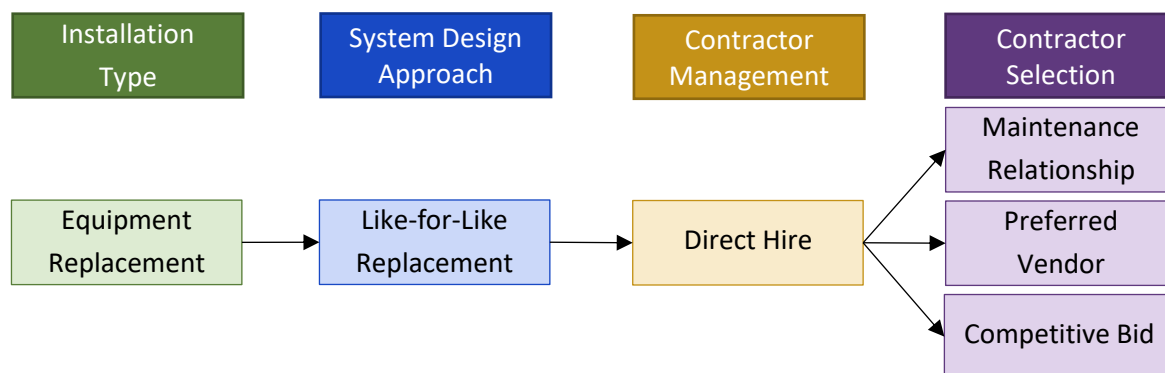 Installation
Type
System Design
Approach
Contractor
Management
Contractor
Selection
Equipment
Replacement
Like-for-Like
Replacement
Direct Hire
Maintenance
Relationship
Preferred
Vendor
Competitive Bid